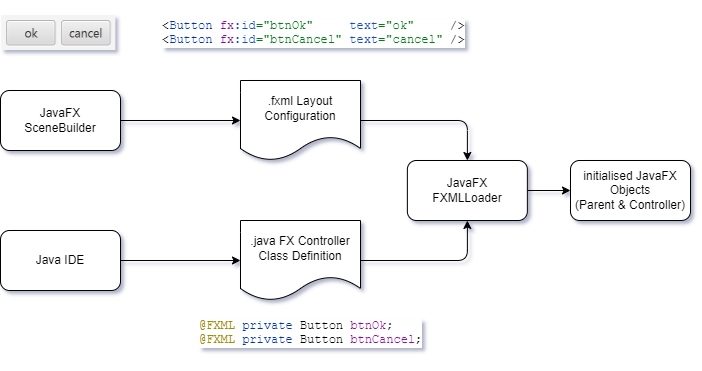 ok cancel
<Button fx:id="btnOk" text="ok" />
<Button fx:id="btnCancel" text="cancel" />
JavaFX
SceneBuilder
.fxml Layout
Configuration
JavaFX
FXMLLoader
initialised JavaFX
Objects
(Parent & Controller)
Java IDE
.java FX Controller
Class Definition
@FXML private Button btnOk;
@FXML private Button btnCancel;